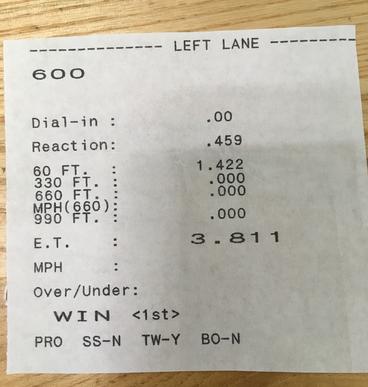 -------------- LEFT LANE ---------
600
Dial-in : .00
Reaction: .459
60 FT. : 1.422
330 FT. : .000
660 FT. : .000
MPH(660):
990 FT. : .000
E.T. : 3.811
MPH :
Over/Under:
WIN <1st>
PRO SS-N TW-Y BO-N